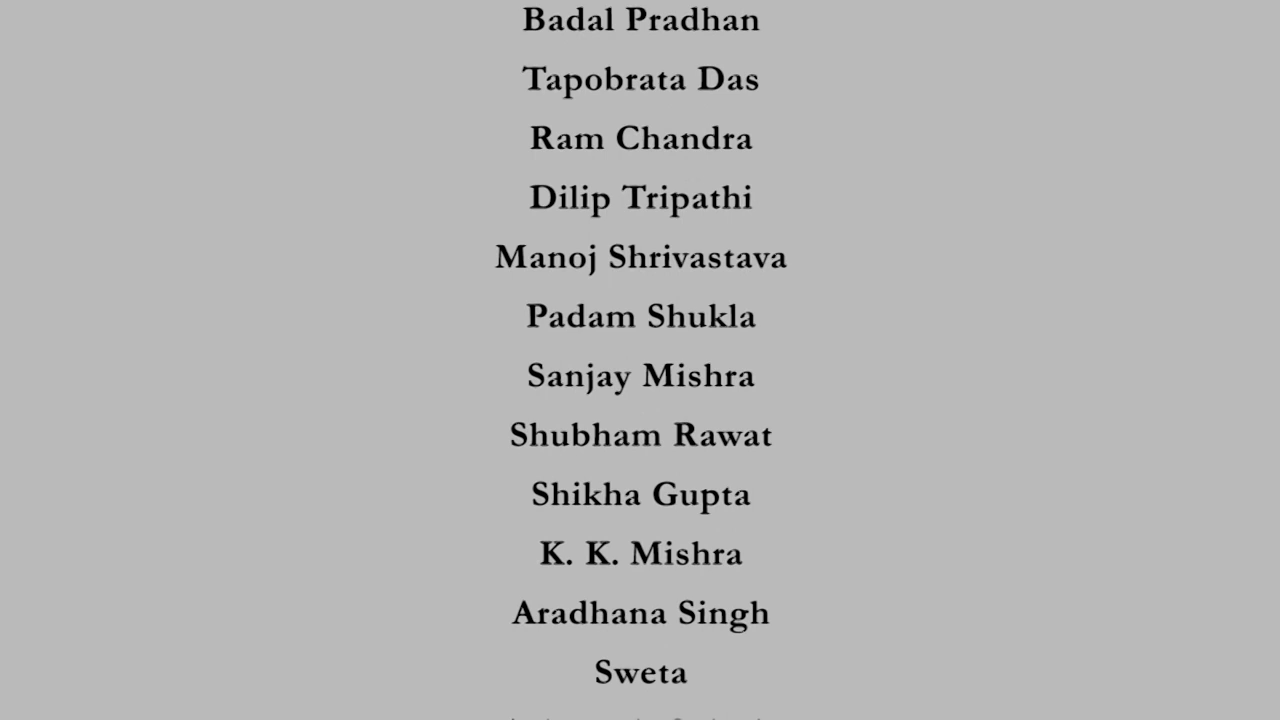 Badal Pradhan
Tapobrata Das
Ram Chandra
Dilip Tripathi
Manoj Shrivastava
Padam Shukla
Sanjay Mishra
Shubham Rawat
Shikha Gupta
K. K. Mishra
Aradhana Singh
Sweta